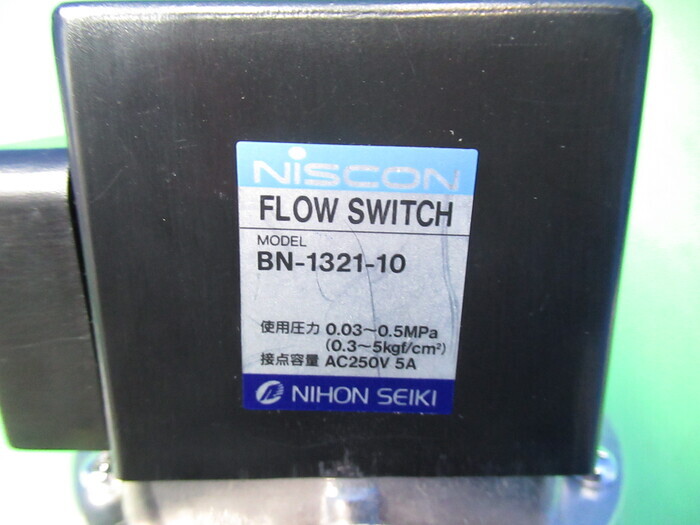 NiSCON
FLOW SWITCH
MODEL
BN-1321-10
使用圧力 0.03~0.5MPa
(0.3~5kgf/cm²)
接点容量 AC250V 5A
NIHON SEIKI